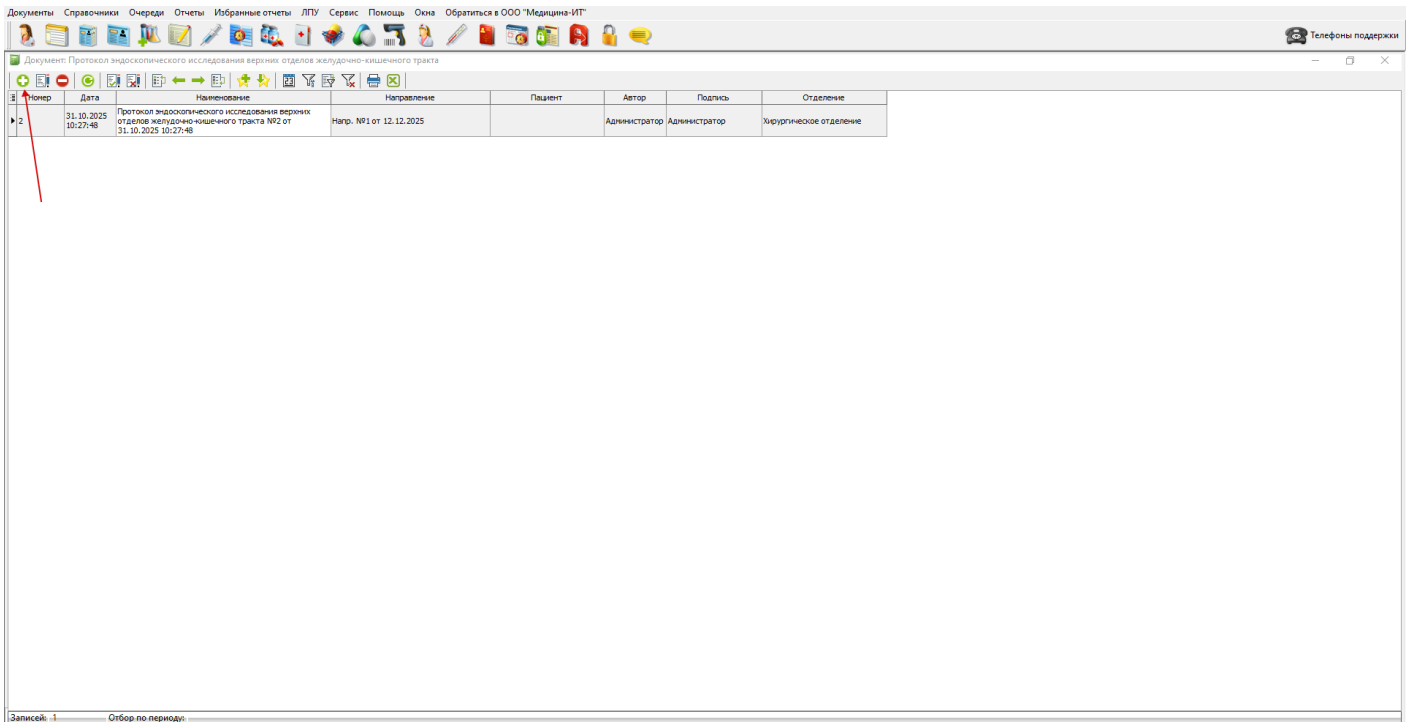 Документы Справочники Очереди Отчеты Избранные отчеты ЛПУ Сервис Помощь Окна Обратиться в ООО "Медицина-ИТ"
Телефоны поддержки
Документ: Протокол эндоскопического исследования верхних отделов желудочно-кишечного тракта
Номер Дата Наименование Направление Пациент Автор Подпись Отделение
2 31.10.2025 10:27:48 Протокол эндоскопического исследования верхних
отделов желудочно-кишечного тракта №2 от
31.10.2025 10:27:48
Напр. №1 от 12.12.2025 Администратор Администратор Хирургическое отделение
Записей: 1 Отбор по периоду: